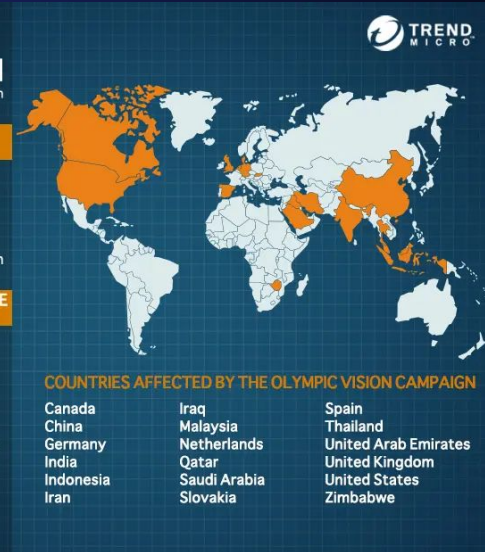 TREND
MICRO
COUNTRIES AFFECTED BY THE OLYMPIC VISION CAMPAIGN
Canada
China
Germany
India
Indonesia
Iran
Iraq
Malaysia
Netherlands
Qatar
Saudi Arabia
Slovakia
Spain
Thailand
United Arab Emirates
United Kingdom
United States
Zimbabwe